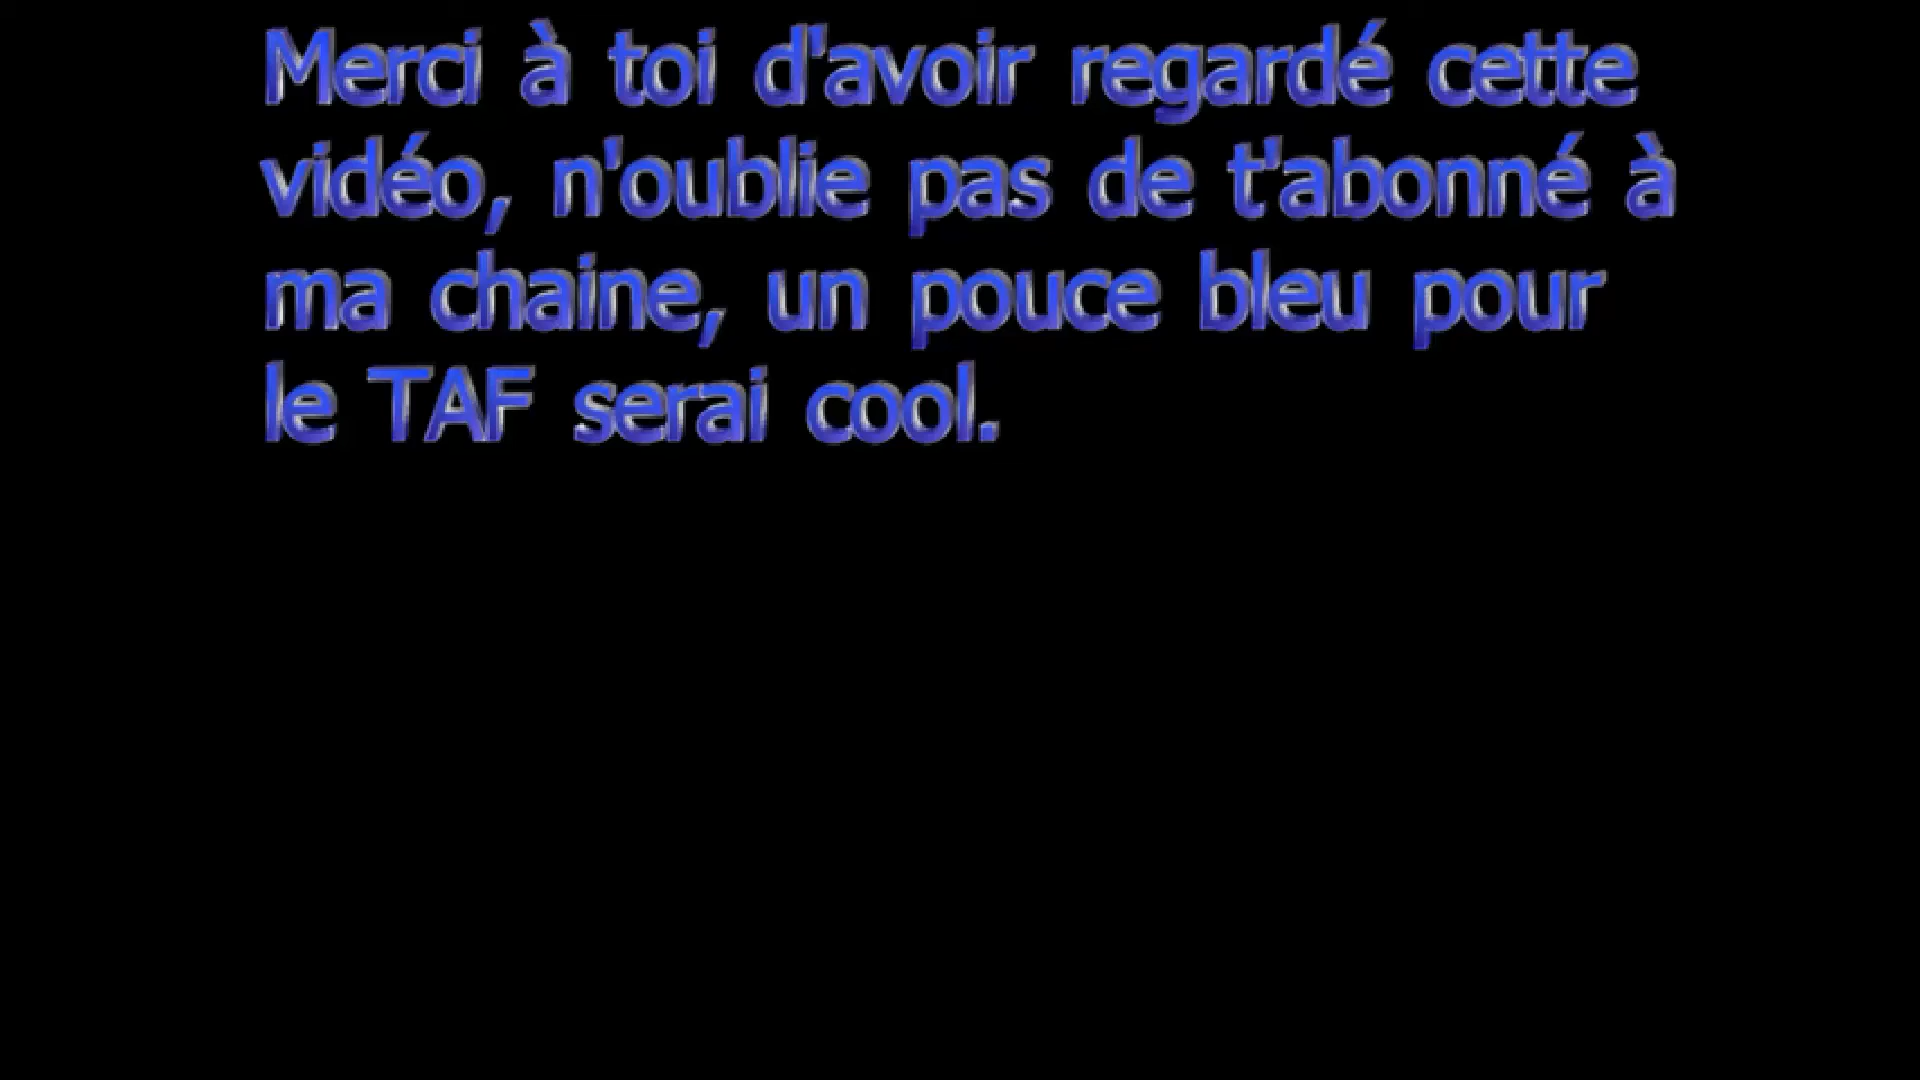 Merci à toi d'avoir regardé cette
vidéo, n'oublie pas de t'abonné à
ma chaine, un pouce bleu pour
le TAF serai cool.